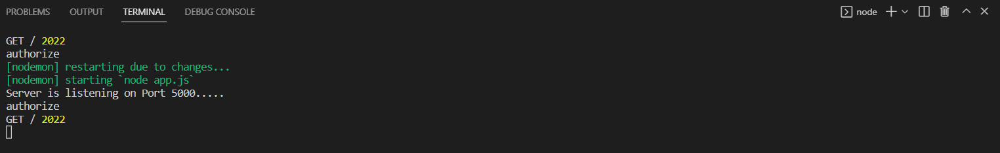 PROBLEMS OUTPUT TERMINAL DEBUG CONSOLE node
GET / 2022
authorize
[nodemon] restarting due to changes...
[nodemon] starting `node app.js`
Server is listening on Port 5000.....
authorize
GET / 2022